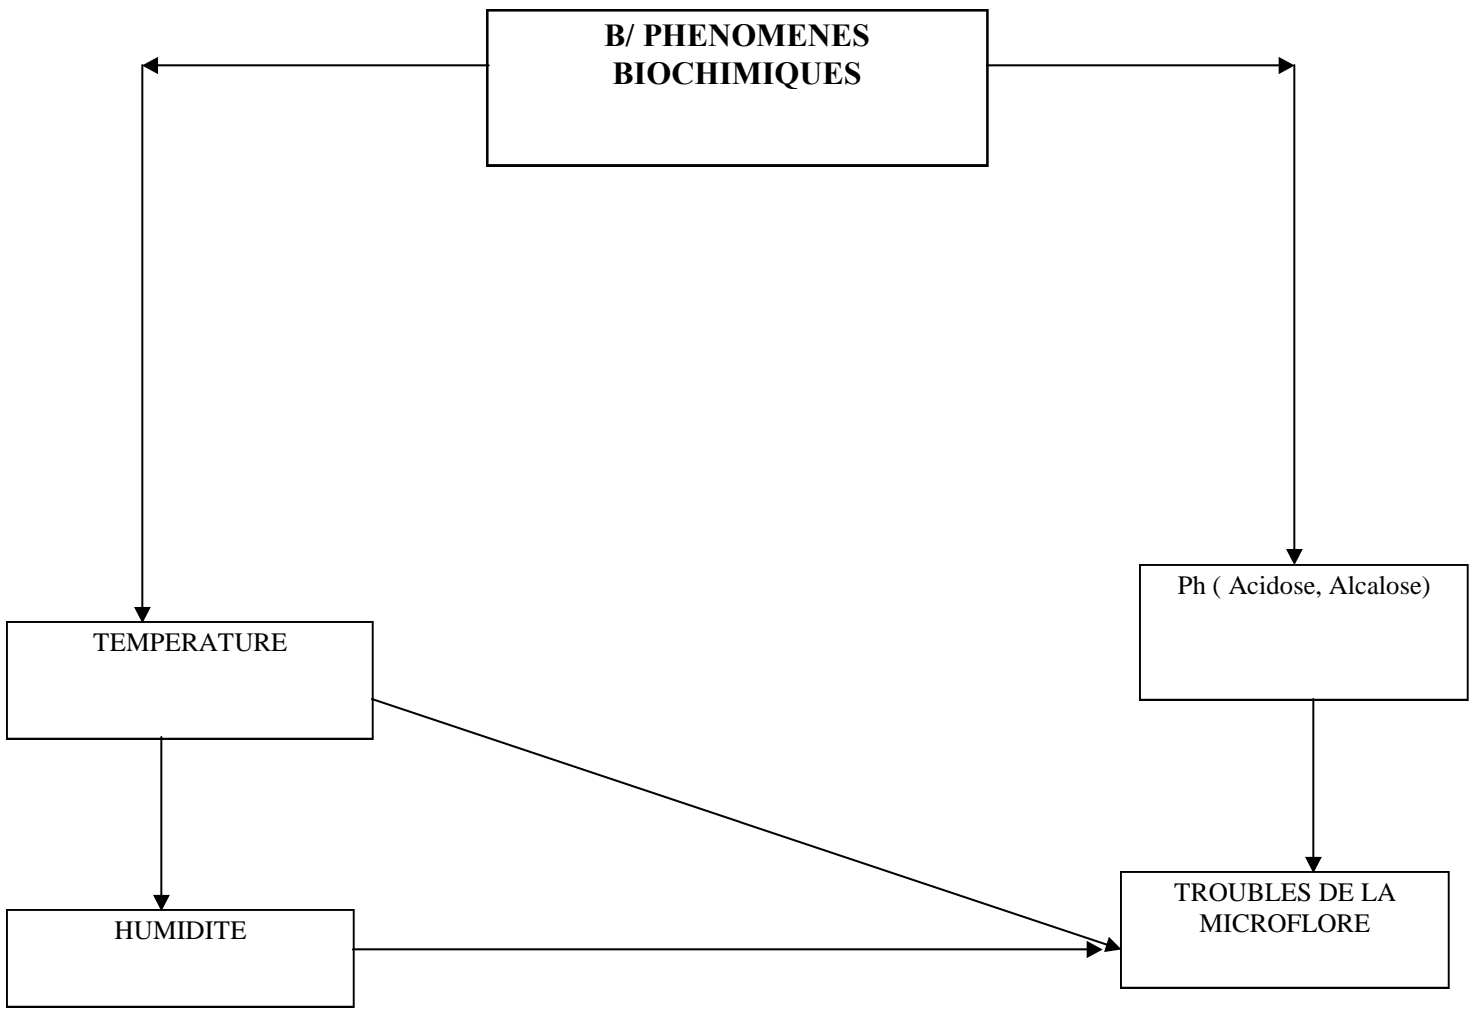 B/ PHENOMENES
BIOCHIMIQUES
Ph ( Acidose, Alcalose)
TEMPERATURE
TROUBLES DE LA
MICROFLORE
HUMIDITE